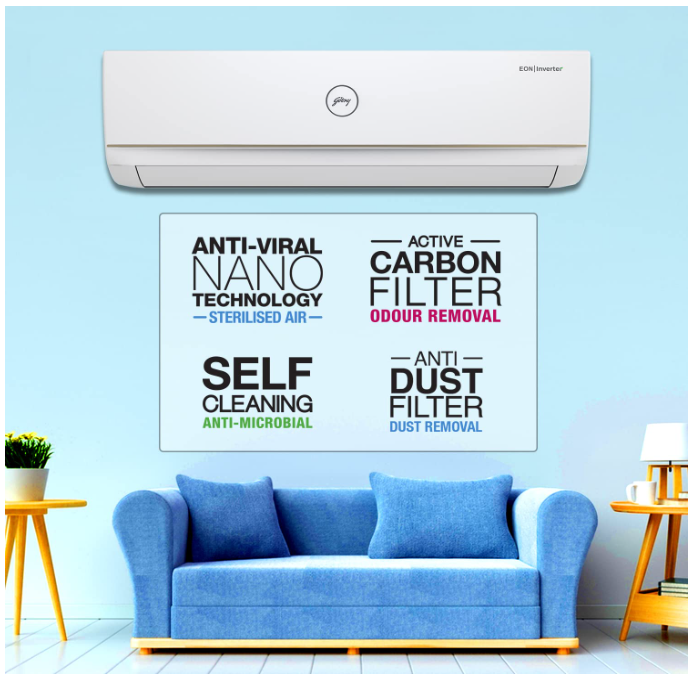 EON|Inverter
Godrej
ANTI-VIRAL
NANO
TECHNOLOGY
STERILISED AIR
ACTIVE
CARBON
FILTER
ODOUR REMOVAL
SELF
CLEANING
ANTI-MICROBIAL
ANTI
DUST
FILTER
DUST REMOVAL